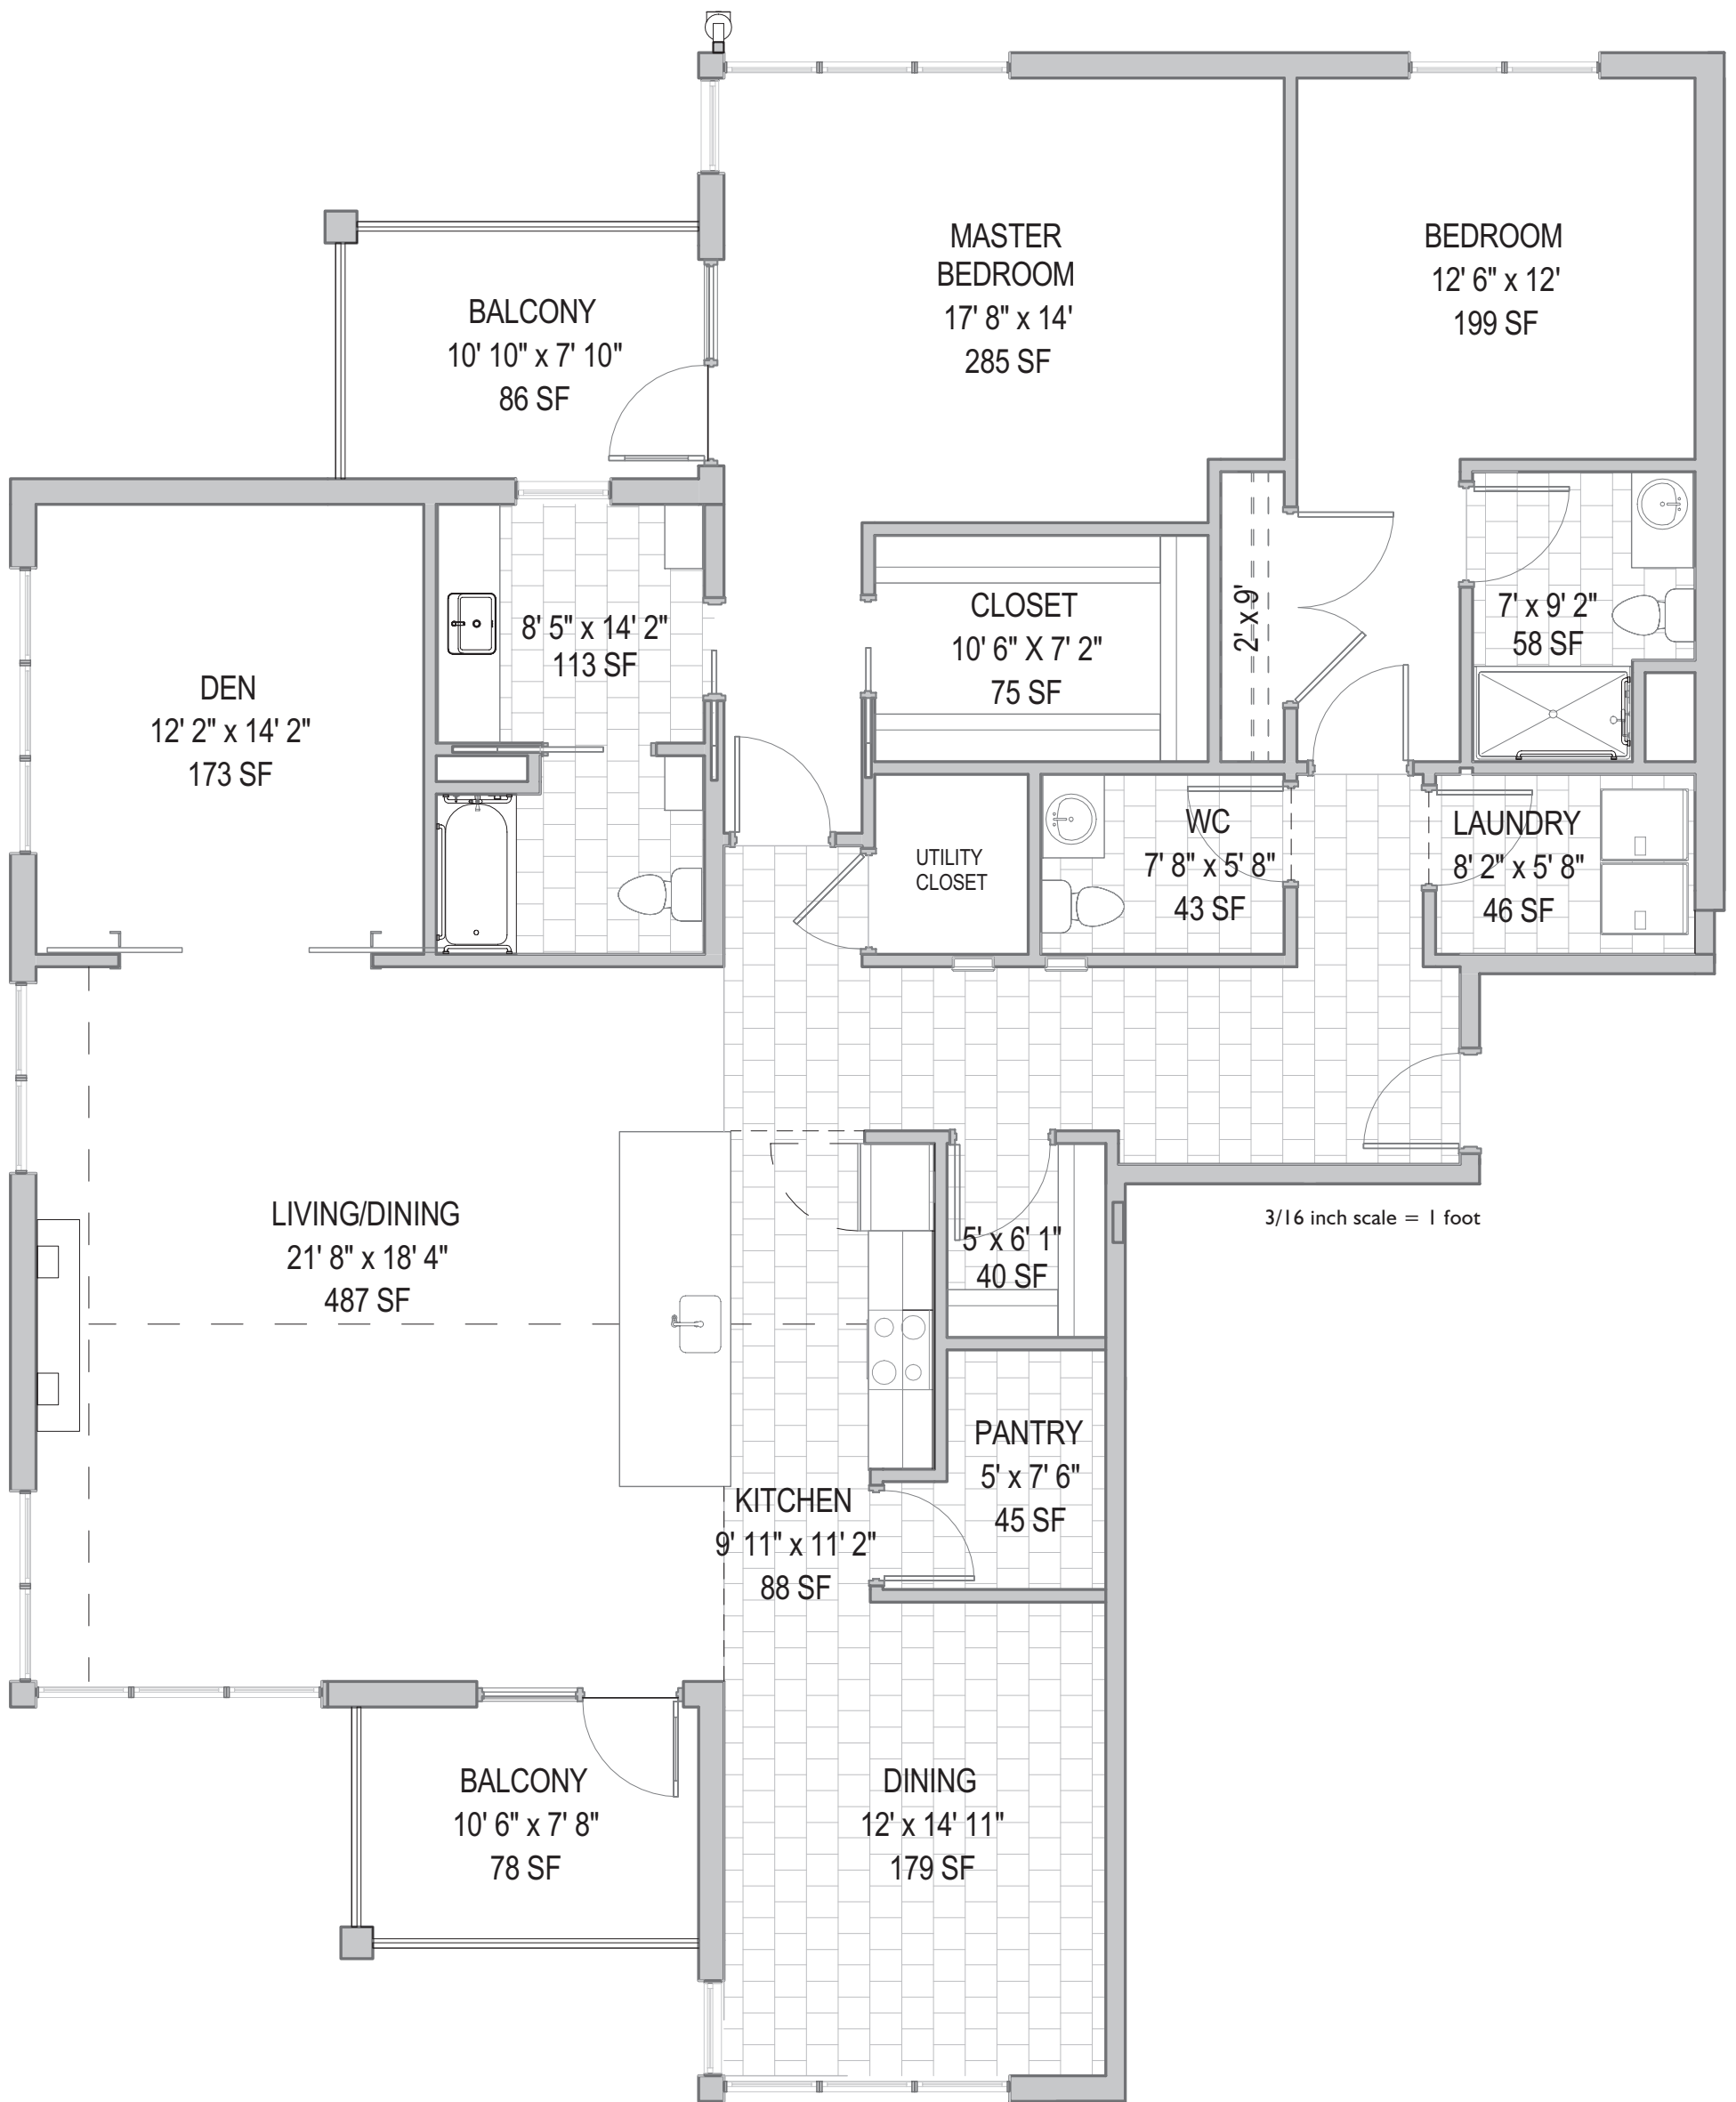 MASTER
BEDROOM
17' 8" x 14'
285 SF
BEDROOM
12' 6" x 12'
199 SF
BALCONY
10' 10" x 7' 10"
86 SF
DEN
12' 2" x 14' 2"
173 SF
8' 5" x 14' 2"
113 SF
CLOSET
10' 6" X 7' 2"
75 SF
2' x 9'
7' x 9' 2"
58 SF
UTILITY
CLOSET
WC
7' 8" x 5' 8"
43 SF
LAUNDRY
8' 2" x 5' 8"
46 SF
LIVING/DINING
21' 8" x 18' 4"
487 SF
5' x 6' 1"
40 SF
3/16 inch scale = 1 foot
PANTRY
5' x 7' 6"
45 SF
KITCHEN
9' 11" x 11' 2"
88 SF
BALCONY
10' 6" x 7' 8"
78 SF
DINING
12' x 14' 11"
179 SF